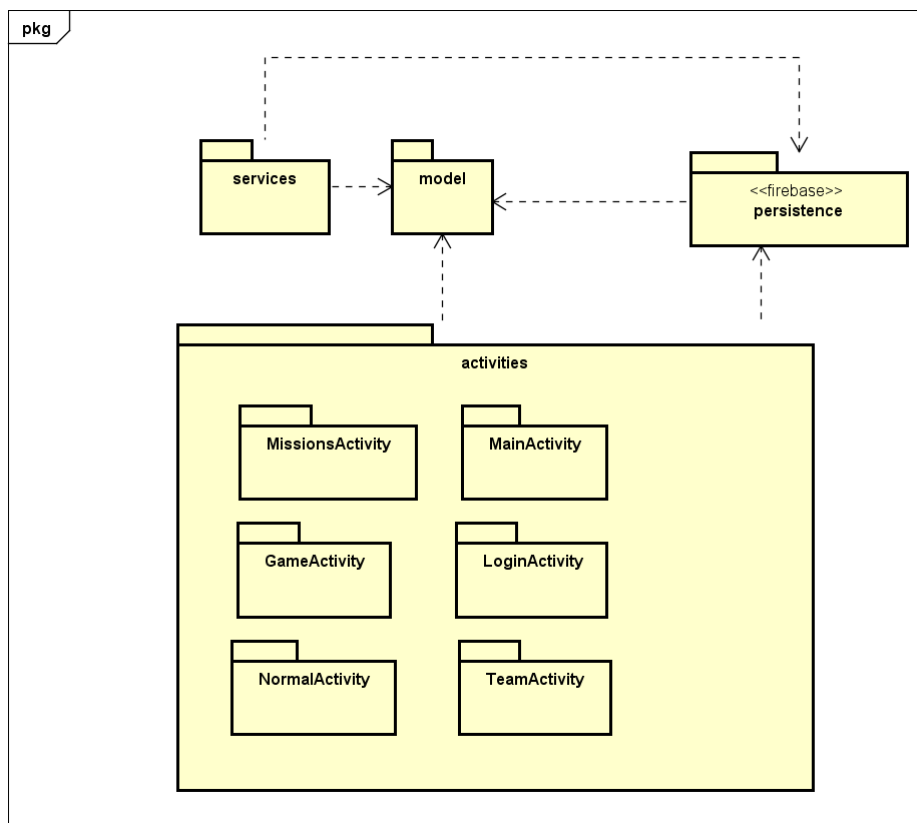 pkg
services
model
<<firebase>>
persistence
activities
MissionsActivity
MainActivity
GameActivity
LoginActivity
NormalActivity
TeamActivity